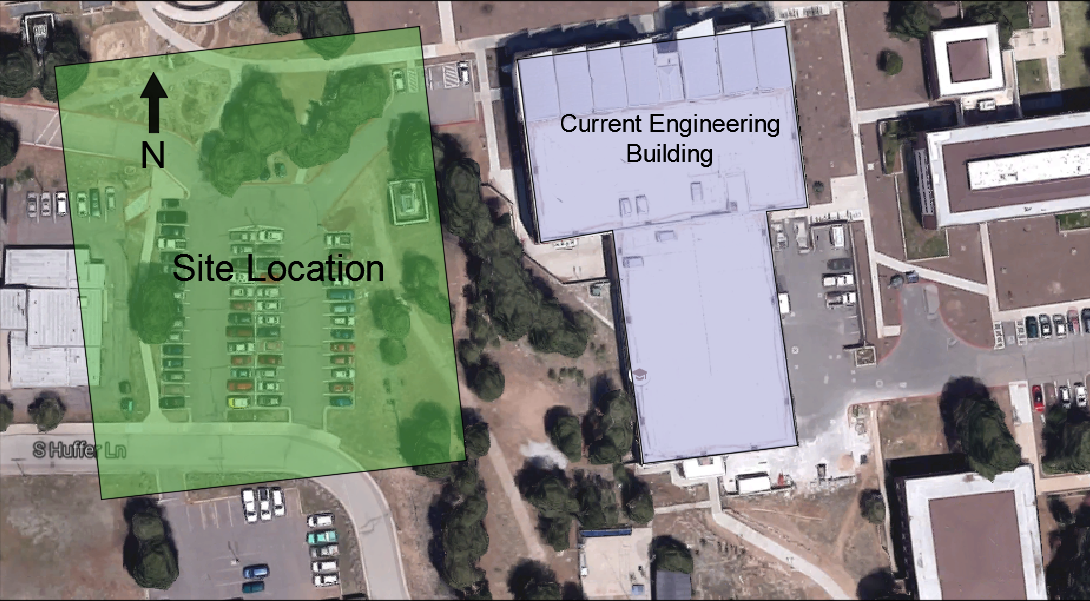 Current Engineering
Building
N
Site Location
S Huffer Ln